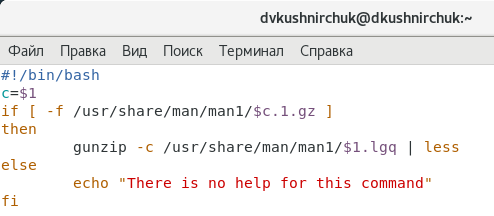 dvkushnirchuk@dkushnirchuk:~
Файл Правка Вид Поиск Терминал Справка
#!/bin/bash
c=$1
if [ -f /usr/share/man/man1/$c.1.gz ]
then
        gunzip -c /usr/share/man/man1/$1.lgq | less
else
        echo "There is no help for this command"
fi